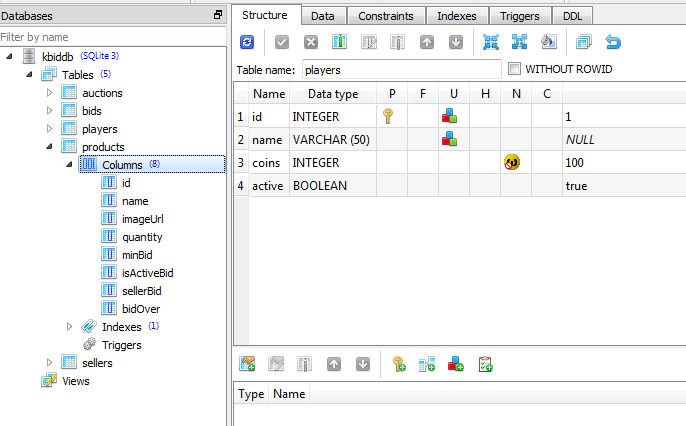 Databases
Filter by name
kbiddb (SQLite 3)
Tables (5)
auctions
bids
players
products
Columns (8)
id
name
imageUrl
quantity
minBid
isActiveBid
sellerBid
bidOver
Indexes (1)
Triggers
sellers
Views
Structure Data Constraints Indexes Triggers DDL
Table name: players WITHOUT ROWID
Name Data type P F U H N C
1 id INTEGER 1
2 name VARCHAR (50) NULL
3 coins INTEGER 100
4 active BOOLEAN true
Type Name